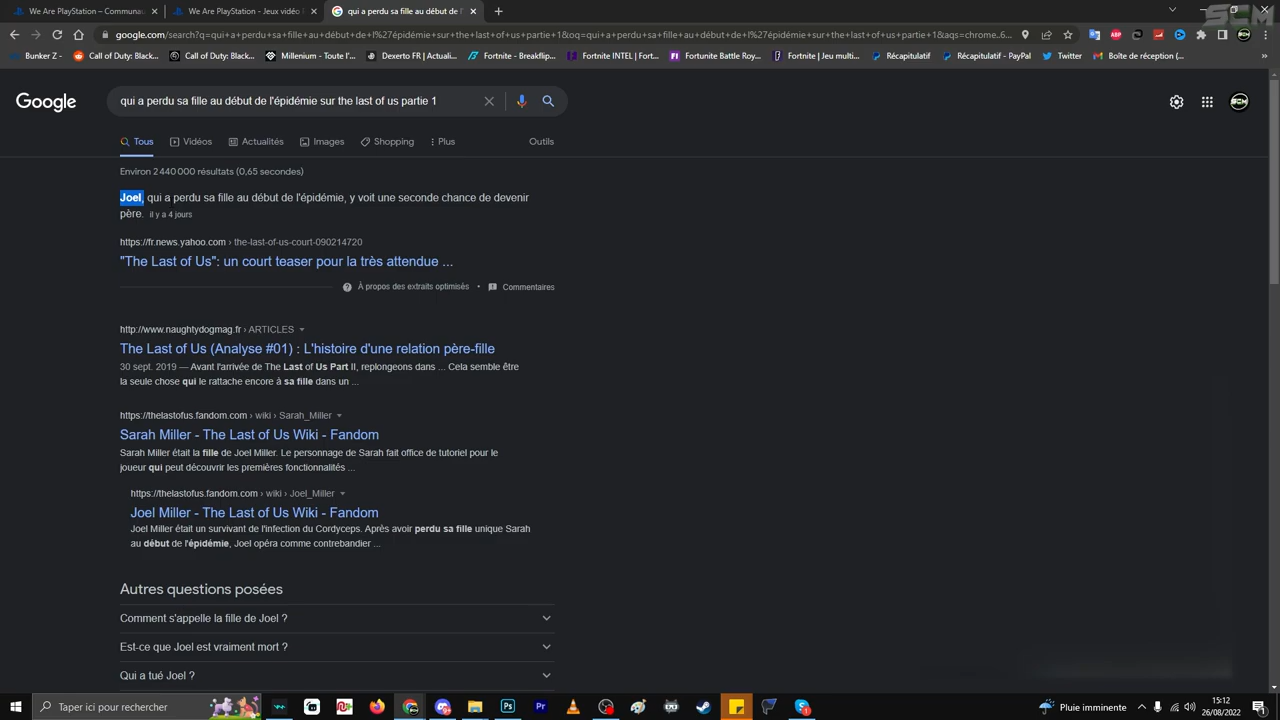 We Are PlayStation – Communau
We Are PlayStation – Jeux vidéo
qui a perdu sa fille au début de l'
SCM
google.com/search?q=qui+a+perdu+sa+fille+au+début+de+l%27épidémie+sur+the+last+of+us+partie+1&oq=qui+a+perdu+sa+fille+au+début+de+l%27épidémie+sur+the+last+of+us+partie+1&aqs=chrome..6...
Bunker Z -
Call of Duty: Black...
Call of Duty: Black...
Millenium - Toute l'...
Dexerto FR | Actuali...
Fortnite - Breakflip...
Fortnite INTEL | Fort...
Fortunite Battle Roy...
Fortnite | Jeu multi...
Récapitulatif
Récapitulatif - PayPal
Twitter
Boîte de réception (...
Google
qui a perdu sa fille au début de l'épidémie sur the last of us partie 1
Tous Vidéos Actualités Images Shopping Plus Outils
Environ 2 440 000 résultats (0,65 secondes)
Joel, qui a perdu sa fille au début de l'épidémie, y voit une seconde chance de devenir
père. il y a 4 jours
https://fr.news.yahoo.com › the-last-of-us-court-090214720
"The Last of Us": un court teaser pour la très attendue ...
À propos des extraits optimisés • Commentaires
http://www.naughtydogmag.fr › ARTICLES
The Last of Us (Analyse #01) : L'histoire d'une relation père-fille
30 sept. 2019 — Avant l'arrivée de The Last of Us Part II, replongeons dans ... Cela semble être
la seule chose qui le rattache encore à sa fille dans un ...
https://thelastofus.fandom.com › wiki › Sarah_Miller
Sarah Miller - The Last of Us Wiki - Fandom
Sarah Miller était la fille de Joel Miller. Le personnage de Sarah fait office de tutoriel pour le
joueur qui peut découvrir les premières fonctionnalités ...
https://thelastofus.fandom.com › wiki › Joel_Miller
Joel Miller - The Last of Us Wiki - Fandom
Joel Miller était un survivant de l'infection du Cordyceps. Après avoir perdu sa fille unique Sarah
au début de l'épidémie, Joel opéra comme contrebandier ...
Autres questions posées
Comment s'appelle la fille de Joel ?
Est-ce que Joel est vraiment mort ?
Qui a tué Joel ?
Taper ici pour rechercher
Pluie imminente
15:12
26/08/2022